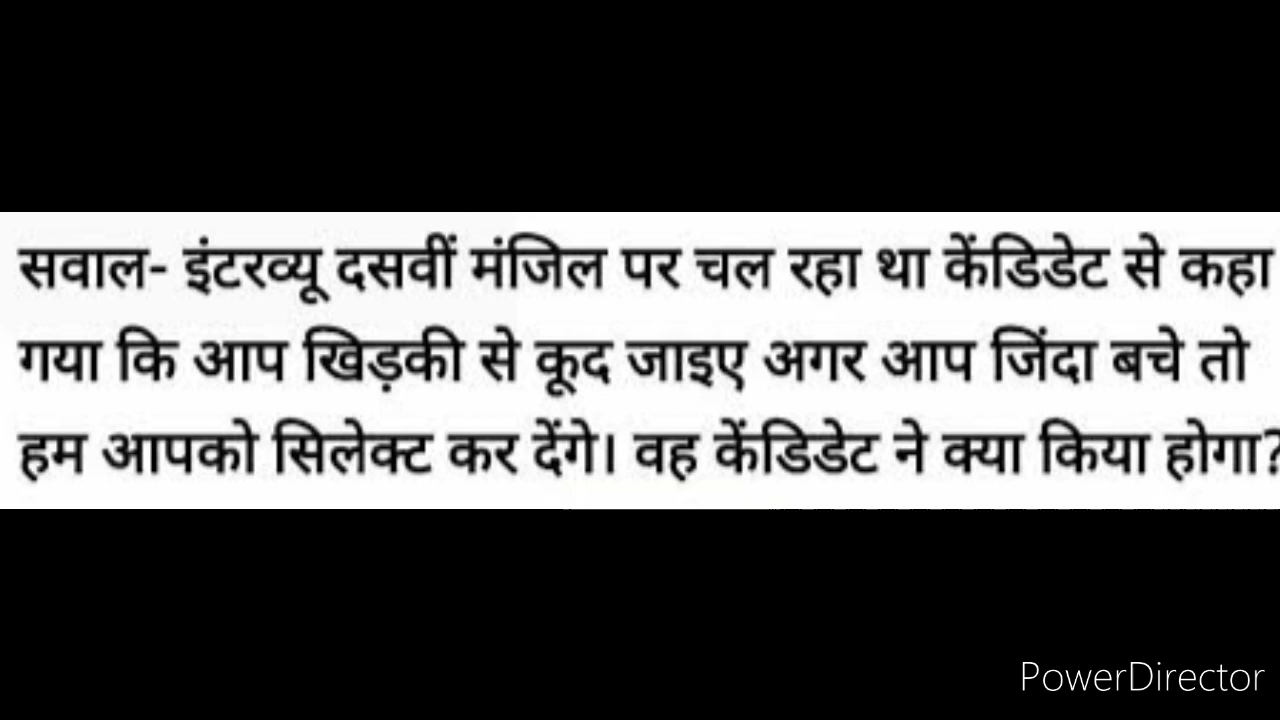 सवाल- इंटरव्यू दसवीं मंजिल पर चल रहा था केंडिडेट से कहा
गया कि आप खिड़की से कूद जाइए अगर आप जिंदा बचे तो
हम आपको सिलेक्ट कर देंगे। वह केंडिडेट ने क्या किया होगा?
PowerDirector